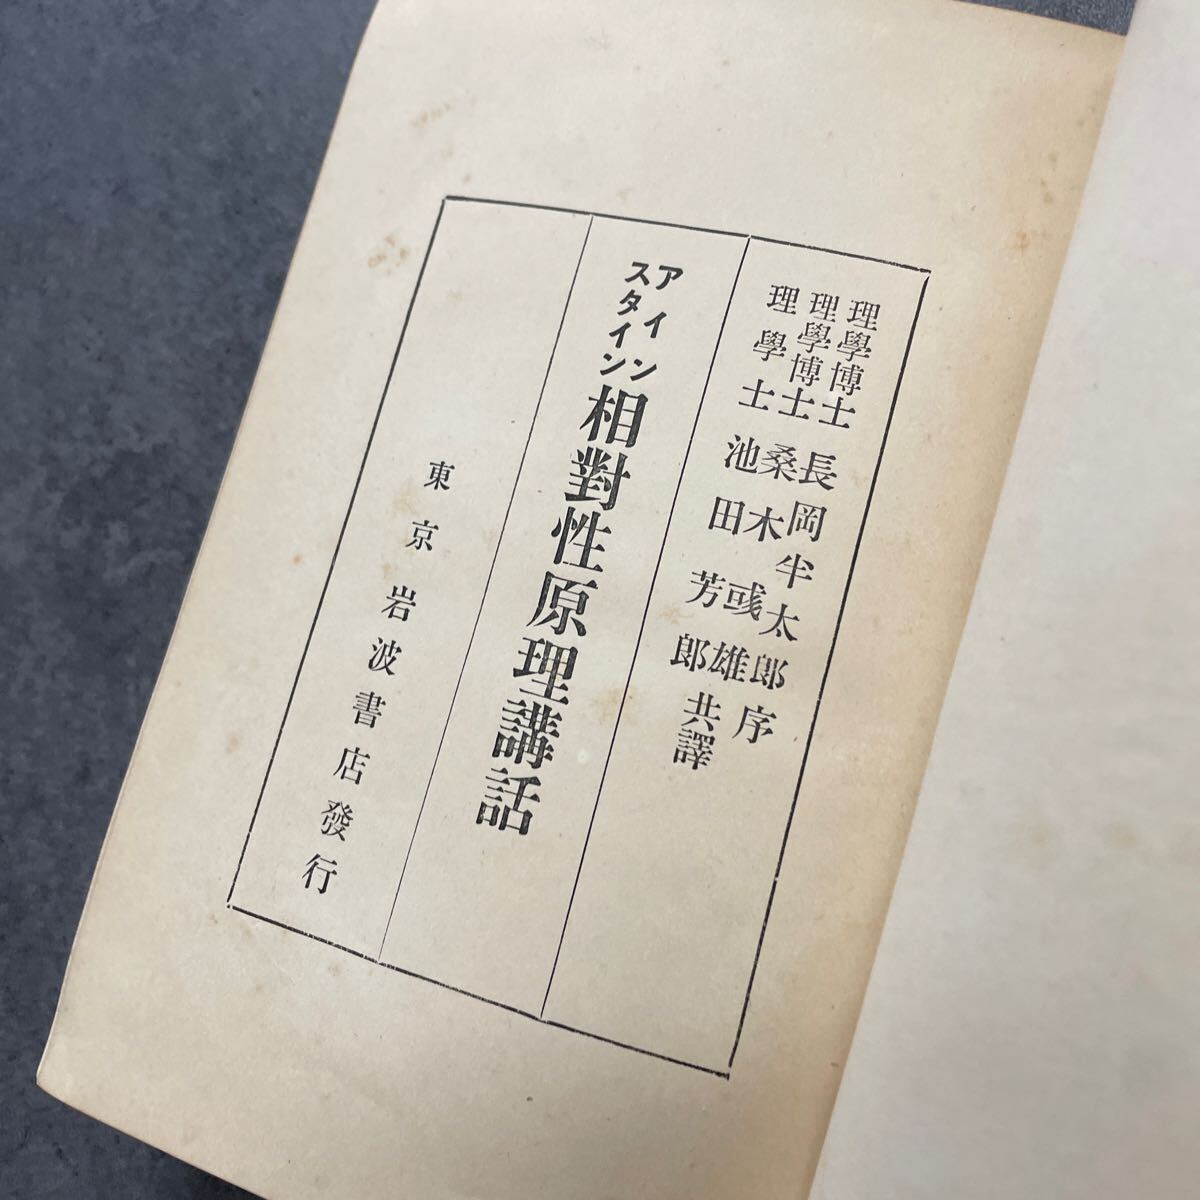 理學博士 長岡半太郎 序
理學博士 桑木彧雄
理學士 池田芳郎 共譯
アインスタイン 相對性原理講話
東京 岩波書店發行